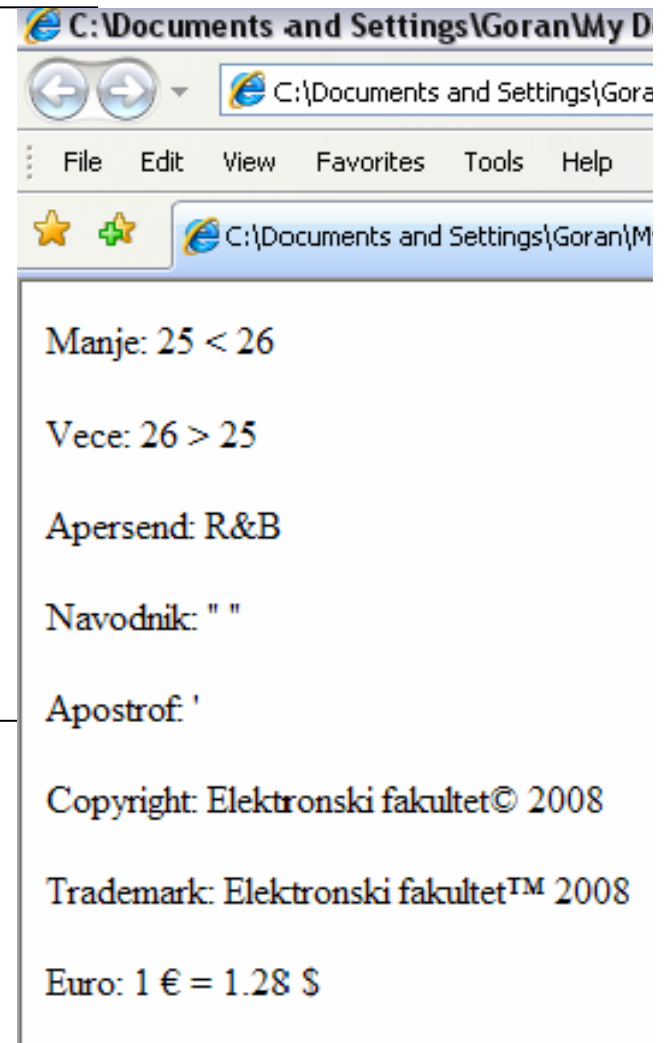 C:\Documents and Settings\Goran\My D
C:\Documents and Settings\Gora
File Edit View Favorites Tools Help
C:\Documents and Settings\Goran\M
Manje: 25 < 26
Vece: 26 > 25
Apersend: R&B
Navodnik: " "
Apostrof: '
Copyright: Elektronski fakultet© 2008
Trademark: Elektronski fakultet™ 2008
Euro: 1 € = 1.28 $